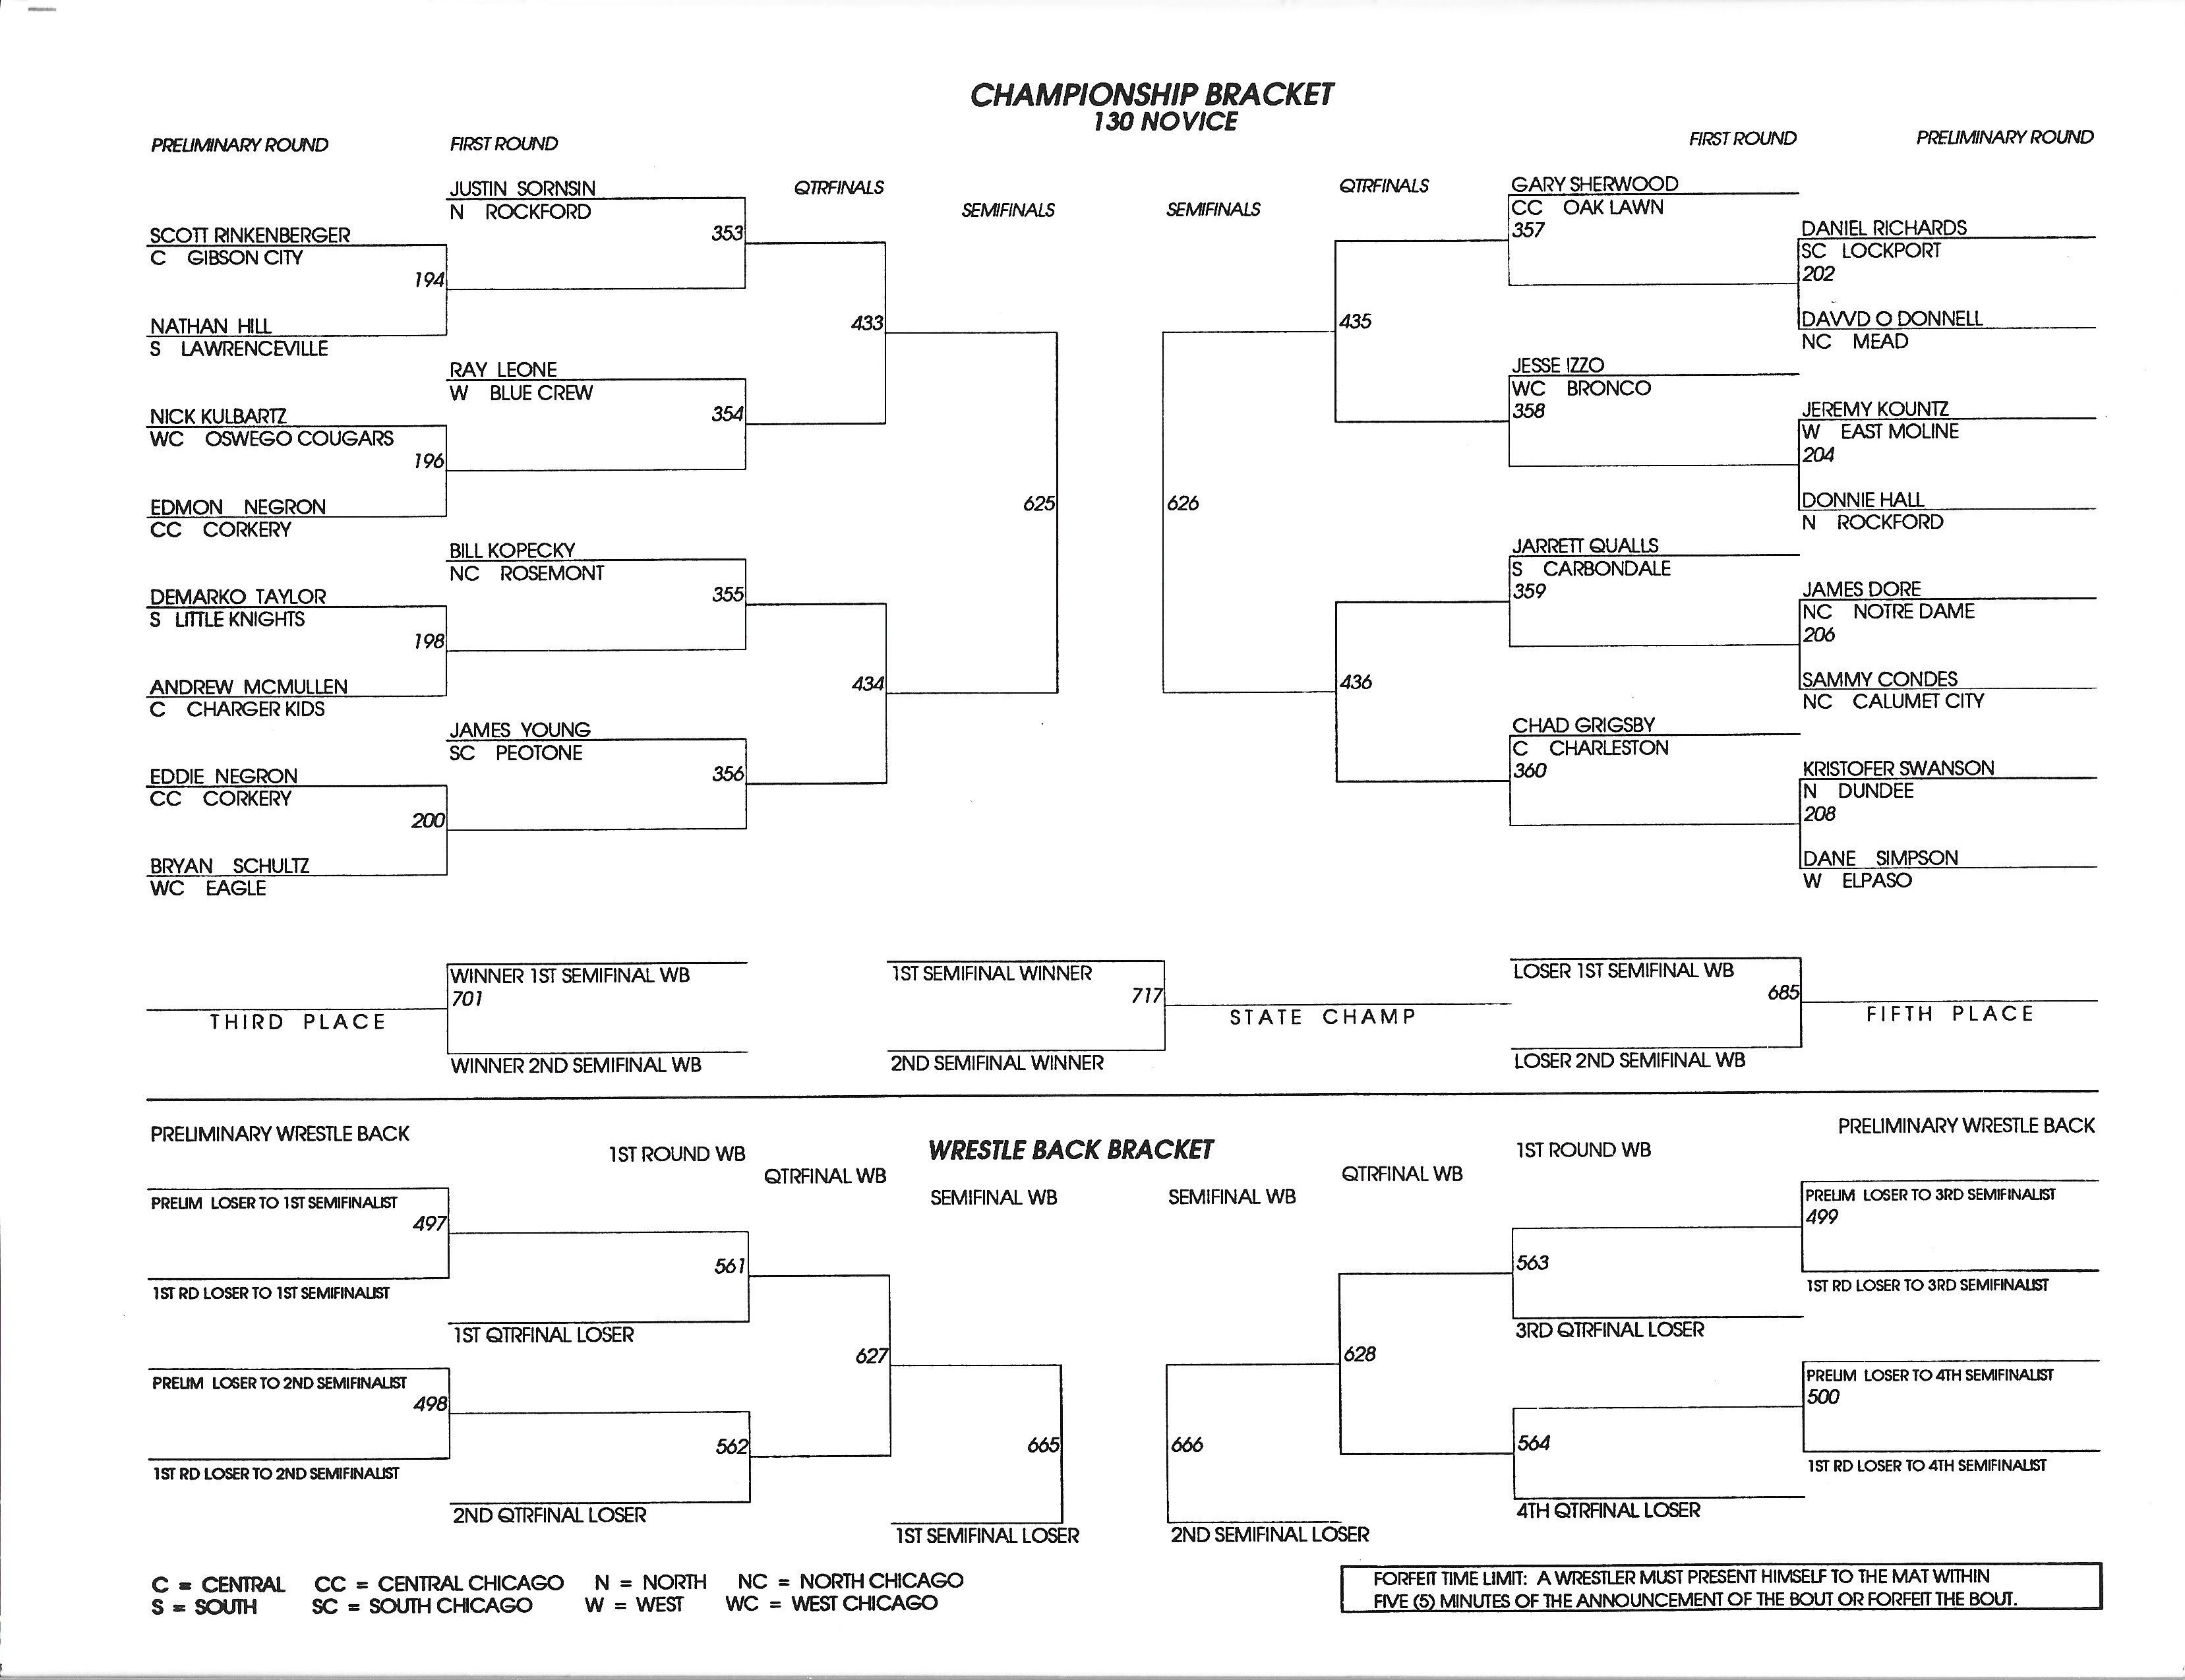 CHAMPIONSHIP BRACKET
130 NOVICE
PRELIMINARY ROUND
FIRST ROUND
QTRFINALS
SEMIFINALS
SEMIFINALS
QTRFINALS
FIRST ROUND
PRELIMINARY ROUND
JUSTIN SORNSIN
N ROCKFORD
353
SCOTT RINKENBERGER
C GIBSON CITY
194
NATHAN HILL
S LAWRENCEVILLE
433
RAY LEONE
W BLUE CREW
354
NICK KULBARTZ
WC OSWEGO COUGARS
196
EDMON NEGRON
CC CORKERY
625
BILL KOPECKY
NC ROSEMONT
355
DEMARKO TAYLOR
S LITTLE KNIGHTS
198
ANDREW MCMULLEN
C CHARGER KIDS
434
JAMES YOUNG
SC PEOTONE
356
EDDIE NEGRON
CC CORKERY
200
BRYAN SCHULTZ
WC EAGLE
GARY SHERWOOD
CC OAK LAWN
357
DANIEL RICHARDS
SC LOCKPORT
202
DAVVD O DONNELL
NC MEAD
435
JESSE IZZO
WC BRONCO
358
JEREMY KOUNTZ
W EAST MOLINE
204
DONNIE HALL
N ROCKFORD
626
JARRETT QUALLS
S CARBONDALE
359
JAMES DORE
NC NOTRE DAME
206
SAMMY CONDES
NC CALUMET CITY
436
CHAD GRIGSBY
C CHARLESTON
360
KRISTOFER SWANSON
N DUNDEE
208
DANE SIMPSON
W ELPASO
WINNER 1ST SEMIFINAL WB
701
THIRD PLACE
WINNER 2ND SEMIFINAL WB
1ST SEMIFINAL WINNER
717
STATE CHAMP
2ND SEMIFINAL WINNER
LOSER 1ST SEMIFINAL WB
685
FIFTH PLACE
LOSER 2ND SEMIFINAL WB
PRELIMINARY WRESTLE BACK
1ST ROUND WB
QTRFINAL WB
WRESTLE BACK BRACKET
SEMIFINAL WB
SEMIFINAL WB
QTRFINAL WB
1ST ROUND WB
PRELIMINARY WRESTLE BACK
PRELIM LOSER TO 1ST SEMIFINALIST
497
1ST RD LOSER TO 1ST SEMIFINALIST
561
1ST QTRFINAL LOSER
627
PRELIM LOSER TO 2ND SEMIFINALIST
498
1ST RD LOSER TO 2ND SEMIFINALIST
562
2ND QTRFINAL LOSER
665
1ST SEMIFINAL LOSER
PRELIM LOSER TO 3RD SEMIFINALIST
499
1ST RD LOSER TO 3RD SEMIFINALIST
563
3RD QTRFINAL LOSER
628
PRELIM LOSER TO 4TH SEMIFINALIST
500
1ST RD LOSER TO 4TH SEMIFINALIST
564
4TH QTRFINAL LOSER
666
2ND SEMIFINAL LOSER
C = CENTRAL CC = CENTRAL CHICAGO N = NORTH NC = NORTH CHICAGO
S = SOUTH SC = SOUTH CHICAGO W = WEST WC = WEST CHICAGO
FORFEIT TIME LIMIT: A WRESTLER MUST PRESENT HIMSELF TO THE MAT WITHIN
FIVE (5) MINUTES OF THE ANNOUNCEMENT OF THE BOUT OR FORFEIT THE BOUT.